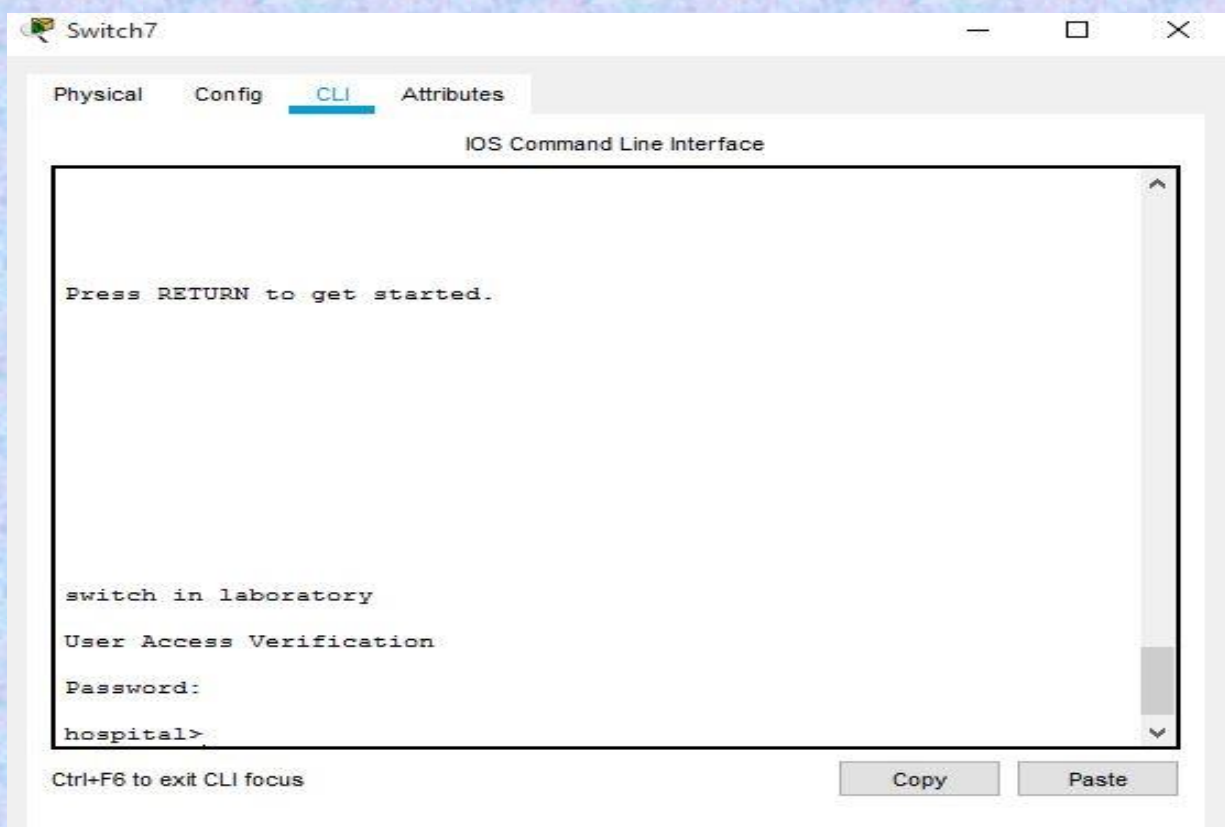 Switch7
Physical Config CLI Attributes
IOS Command Line Interface
Press RETURN to get started.
switch in laboratory
User Access Verification
Password:
hospital>
Ctrl+F6 to exit CLI focus
Copy Paste